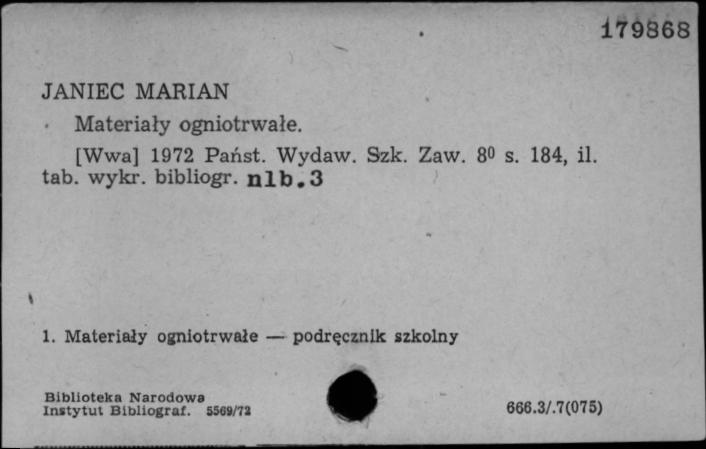 179868
JANIEC MARIAN
Materiały ogniotrwałe.
[Wwa] 1972 Państ. Wydaw. Szk. Zaw. 8⁰ s. 184, il.
tab. wykr. bibliogr. nlb.3
1. Materiały ogniotrwałe — podręcznik szkolny
Biblioteka Narodowa
Instytut Bibliograf. 5569/72
666.3/.7(075)